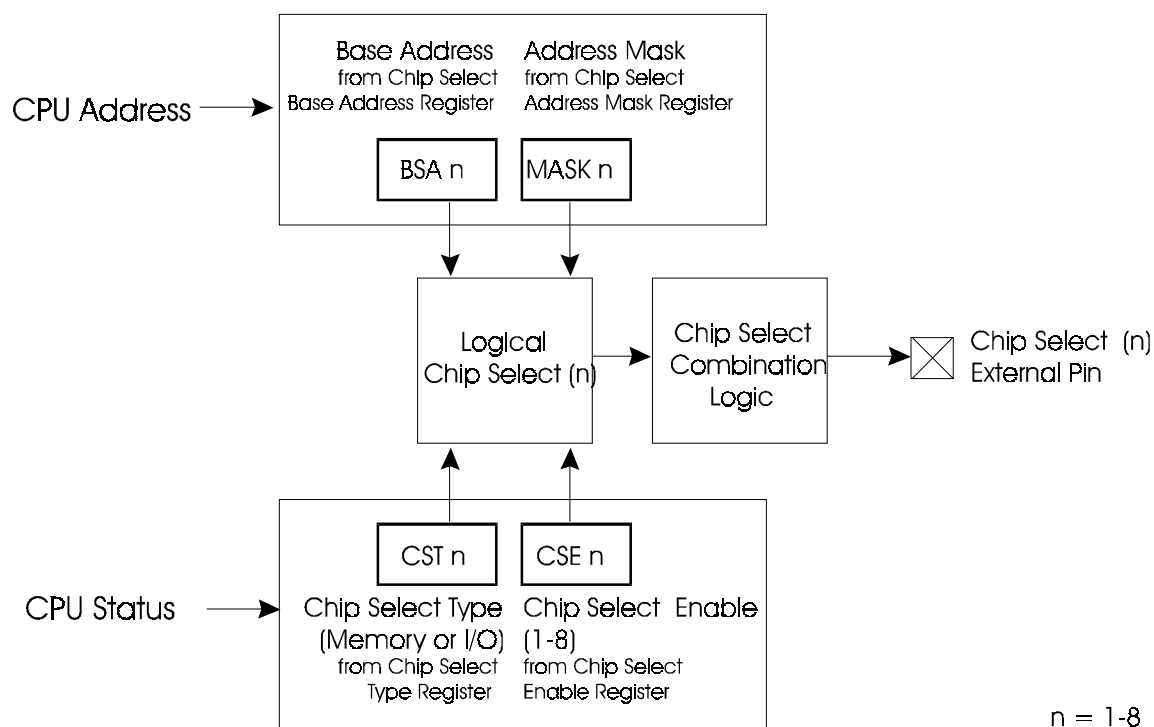 Base Address
from Chip Select
Base Address Register
Address Mask
from Chip Select
Address Mask Register
CPU Address
BSA n
MASK n
Logical
Chip Select (n)
Chip Select
Combination
Logic
Chip Select (n)
External Pin
CST n
CSE n
CPU Status
Chip Select Type
(Memory or I/O)
from Chip Select
Type Register
Chip Select Enable
(1-8)
from Chip Select
Enable Register
n = 1-8